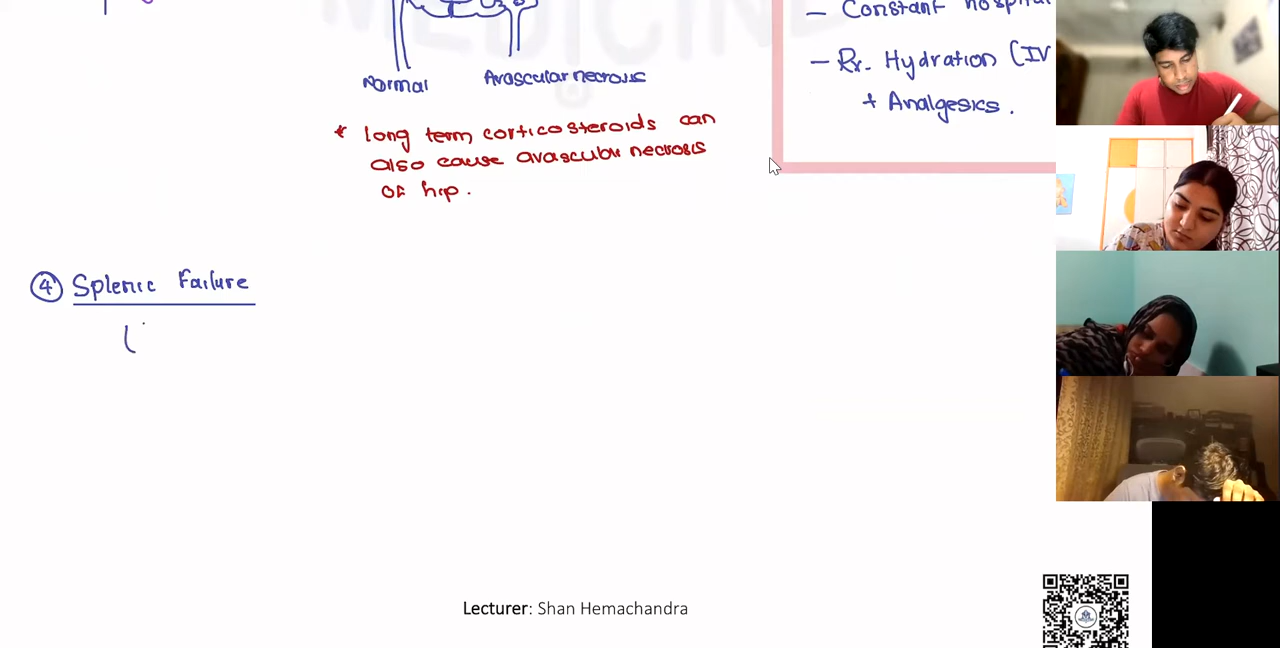 MEDICINE
Normal
Avascular necrosis
* long term corticosteroids can
also cause avascular necrosis
of hip.
- Constant hospital
- Rx. Hydration (IV
+ Analgesics.
④ Splenic Failure
(
Lecturer: Shan Hemachandra